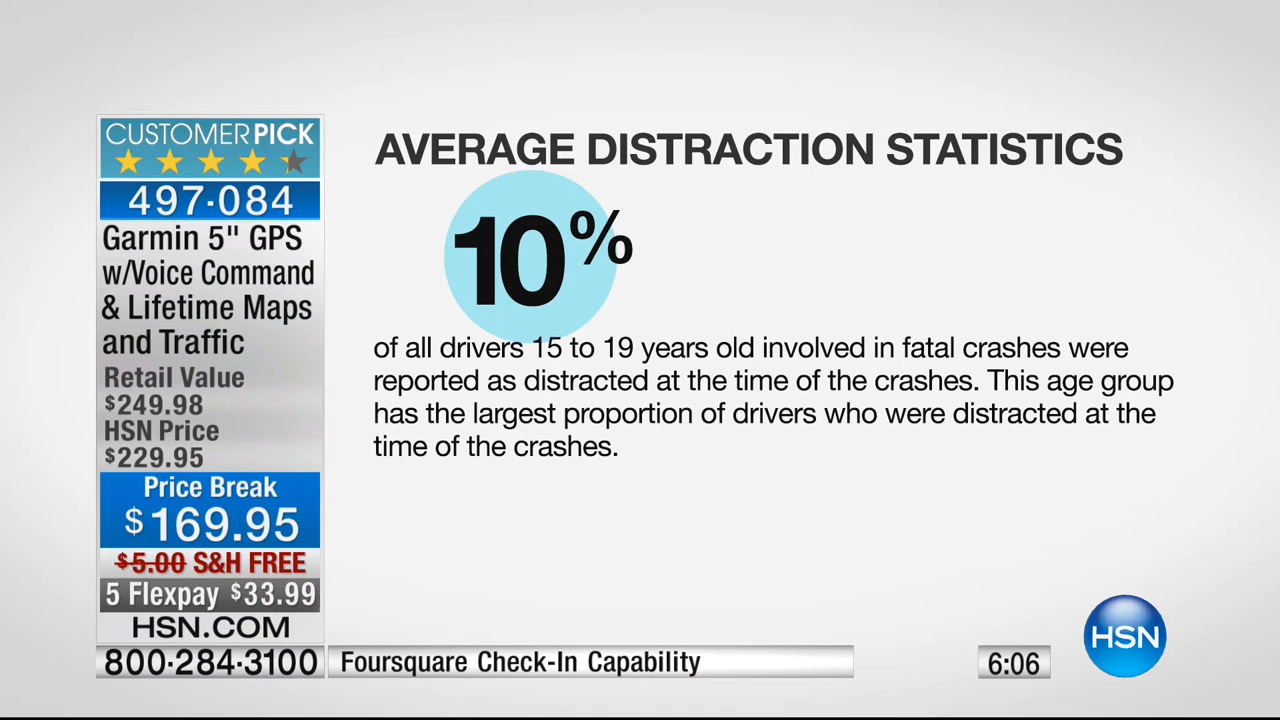 CUSTOMERPICK
497·084
Garmin 5" GPS
w/Voice Command
& Lifetime Maps
and Traffic
Retail Value
$249.98
HSN Price
$229.95
Price Break
$169.95
$5.00 S&H FREE
5 Flexpay $33.99
HSN.COM
800·284·3100
AVERAGE DISTRACTION STATISTICS
10%
of all drivers 15 to 19 years old involved in fatal crashes were
reported as distracted at the time of the crashes. This age group
has the largest proportion of drivers who were distracted at the
time of the crashes.
Foursquare Check-In Capability
6:06
HSN